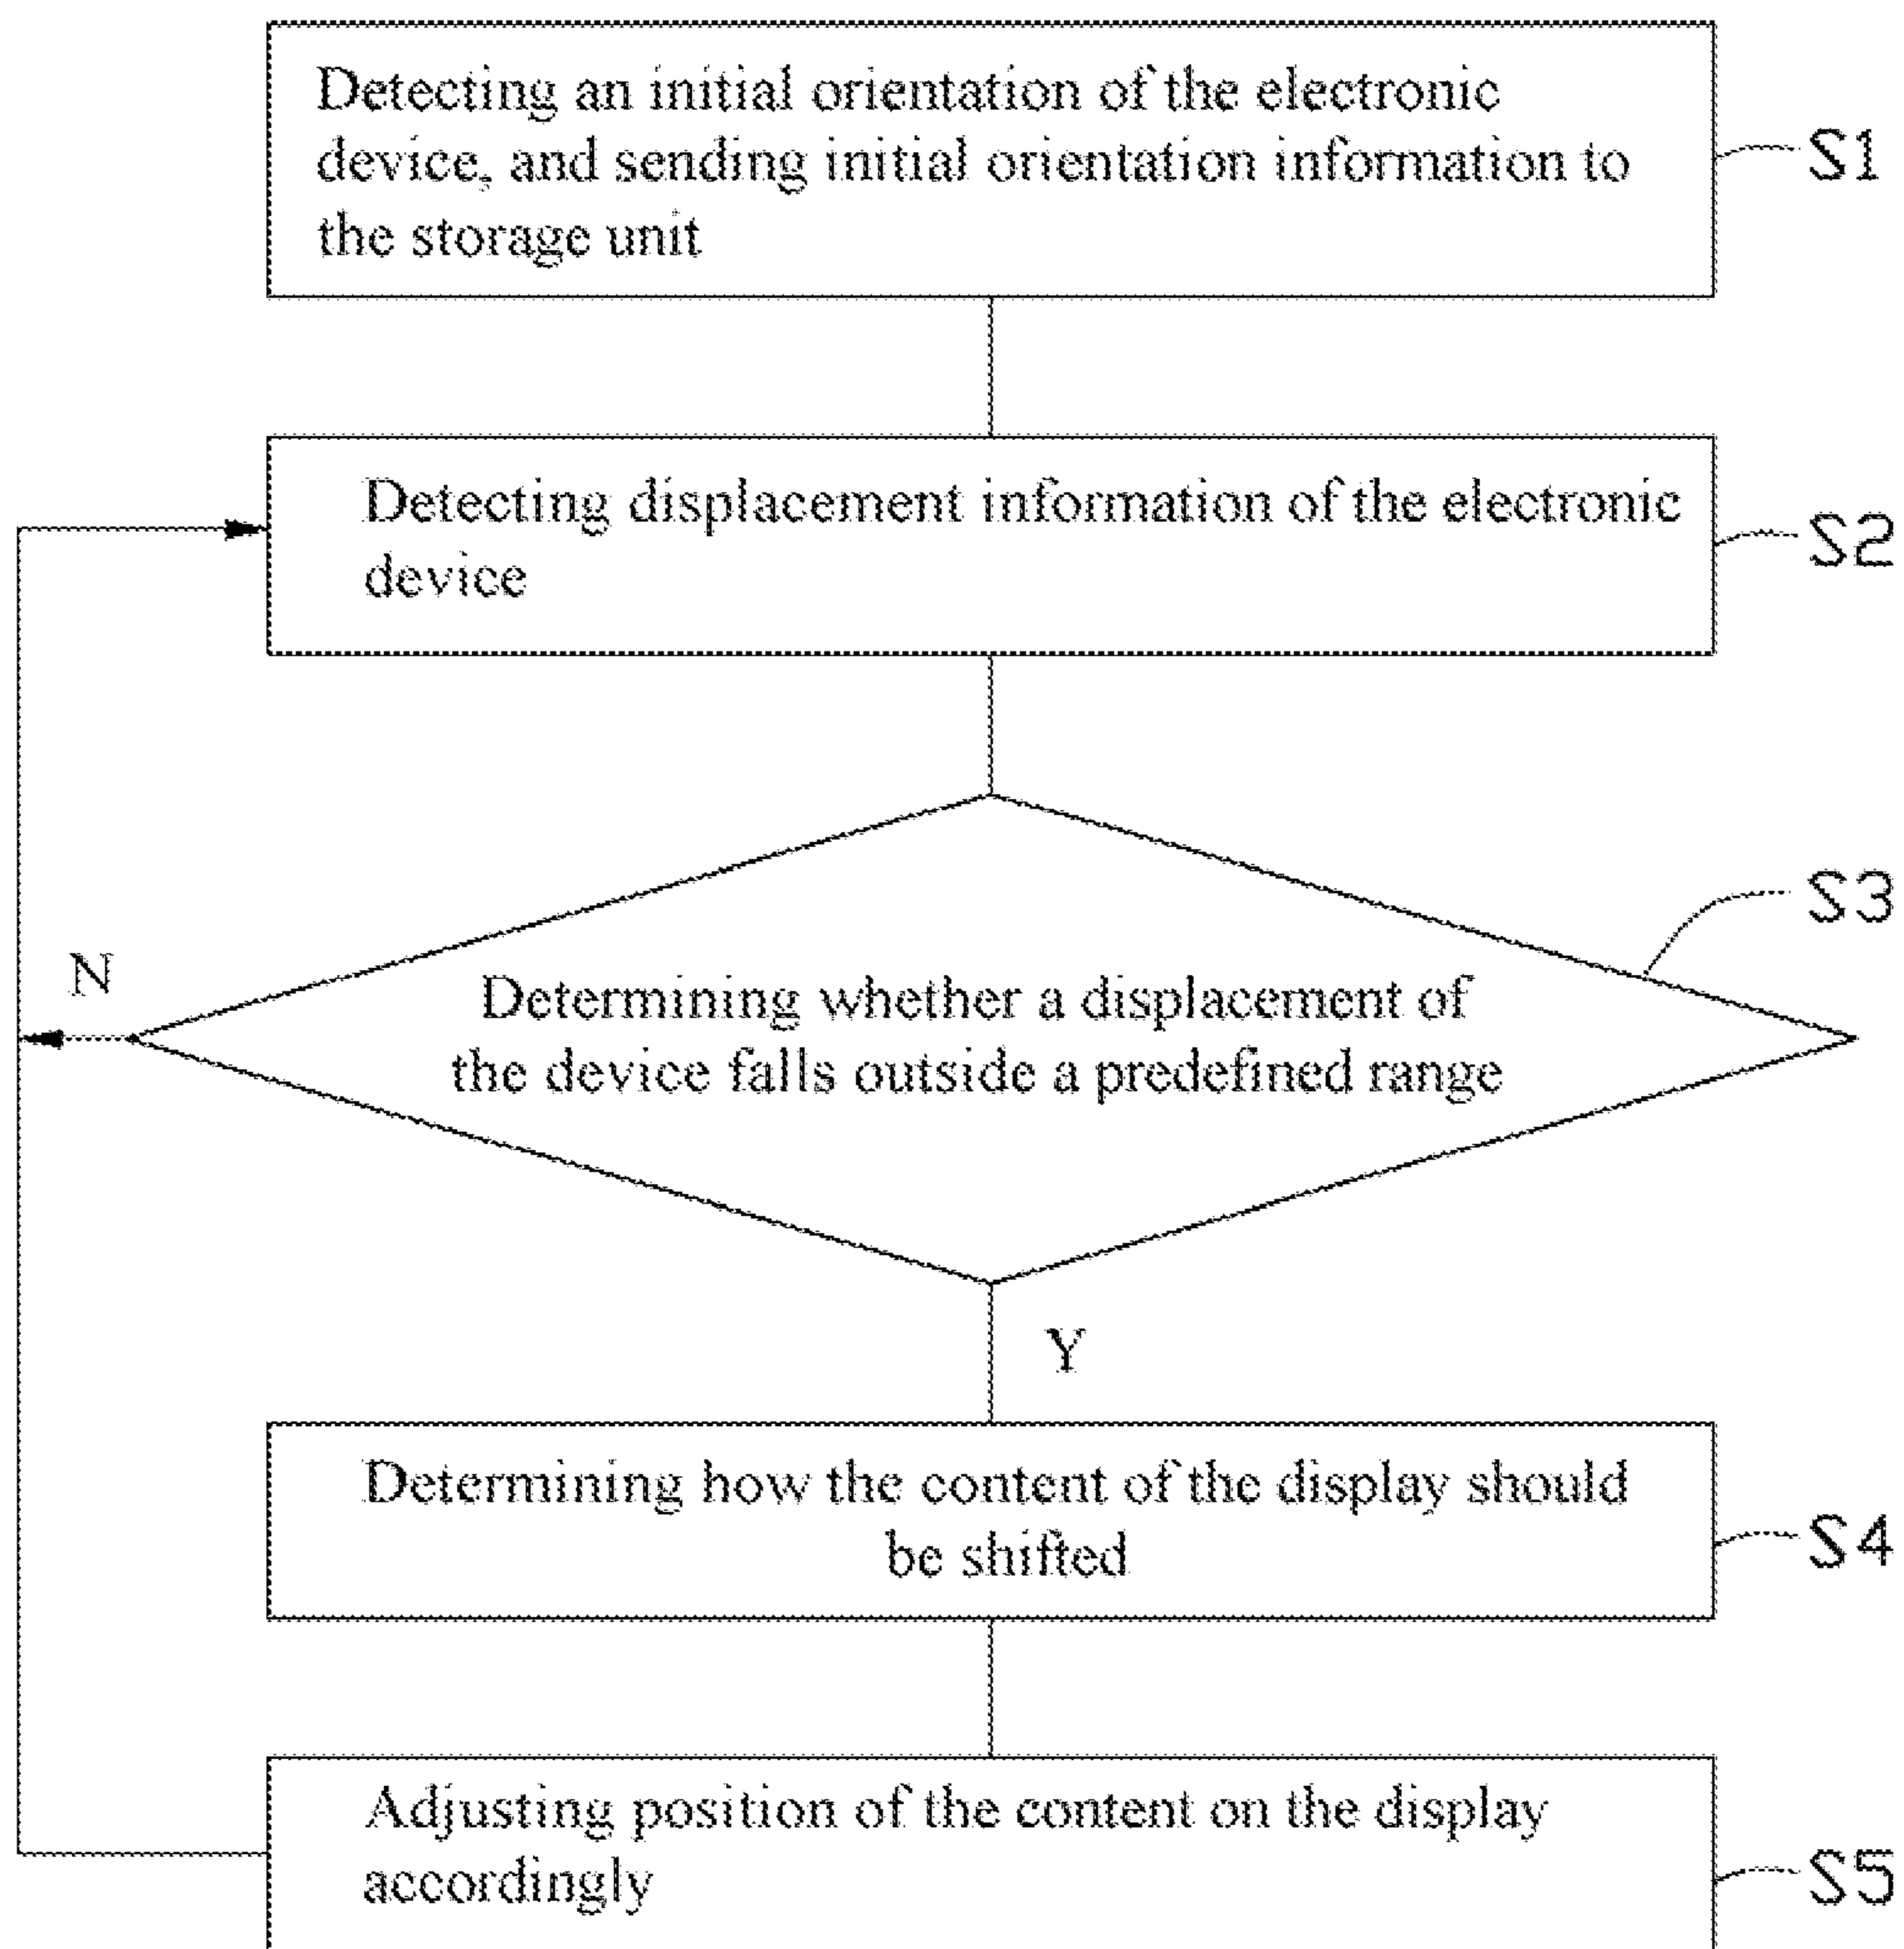 Detecting an initial orientation of the electronic
device, and sending initial orientation information to
the storage unit
S1
Detecting displacement information of the electronic
device
S2
S3
N
Determining whether a displacement of
the device falls outside a predefined range
Y
Determining how the content of the display should
be shifted
S4
Adjusting position of the content on the display
accordingly
S5